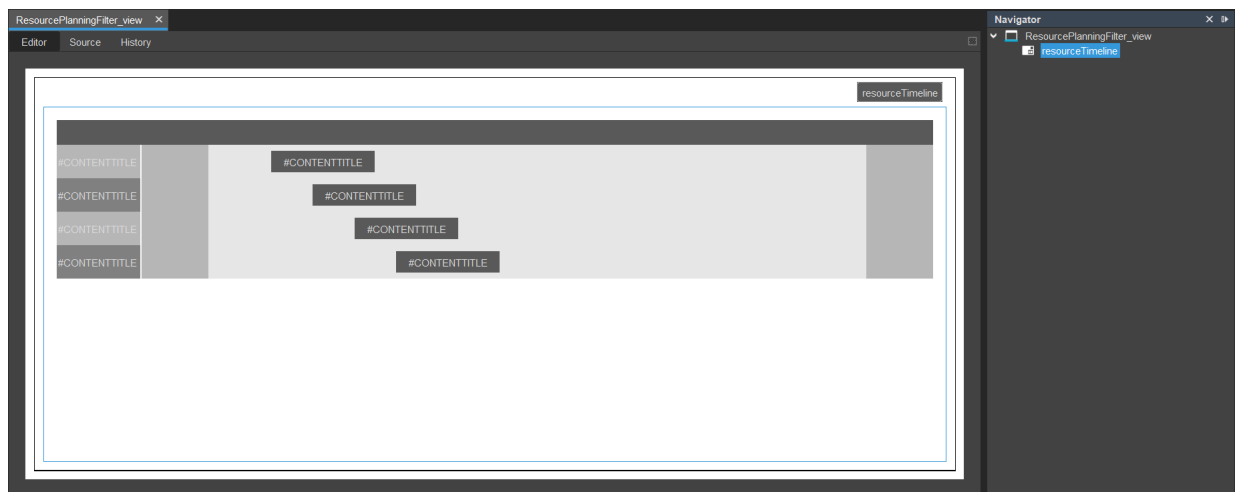 ResourcePlanningFilter_view
Editor Source History
resourceTimeline
#CONTENTTITLE #CONTENTTITLE
#CONTENTTITLE #CONTENTTITLE
#CONTENTTITLE #CONTENTTITLE
#CONTENTTITLE #CONTENTTITLE
Navigator
ResourcePlanningFilter_view
resourceTimeline